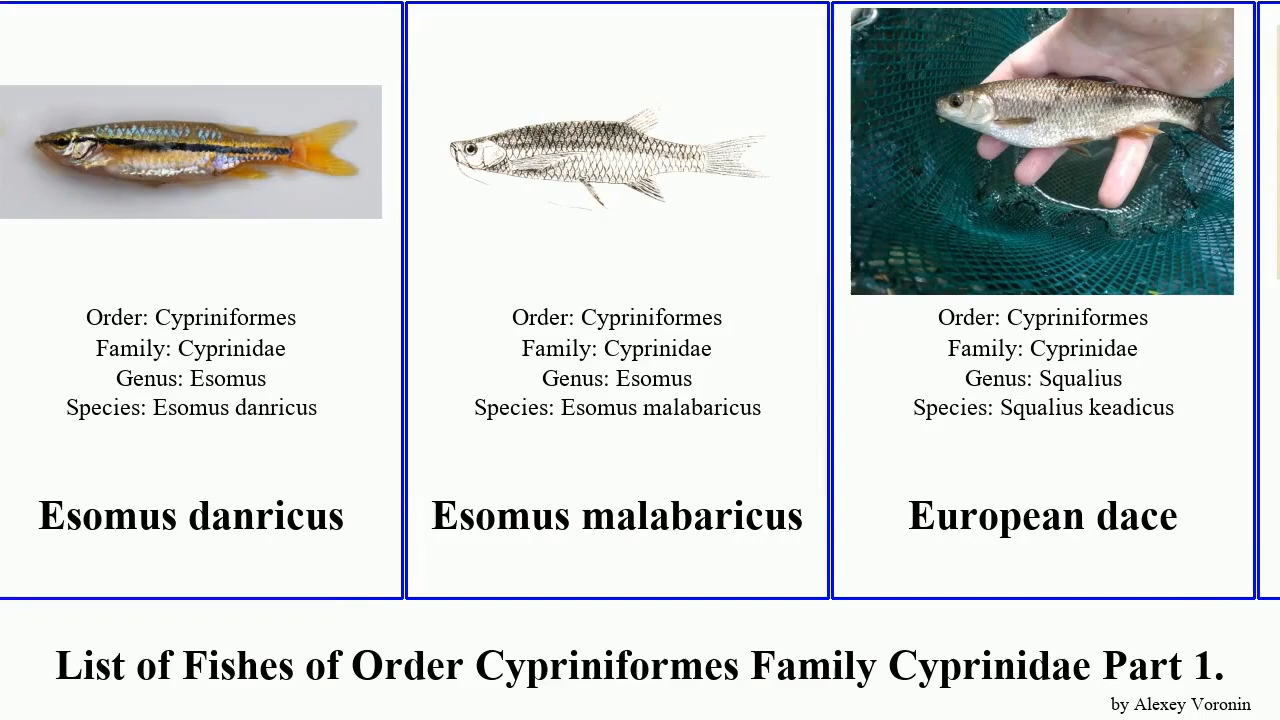 Order: Cypriniformes
Family: Cyprinidae
Genus: Esomus
Species: Esomus danricus
Esomus danricus
Order: Cypriniformes
Family: Cyprinidae
Genus: Esomus
Species: Esomus malabaricus
Esomus malabaricus
Order: Cypriniformes
Family: Cyprinidae
Genus: Squalius
Species: Squalius keadicus
European dace
List of Fishes of Order Cypriniformes Family Cyprinidae Part 1.
by Alexey Voronin